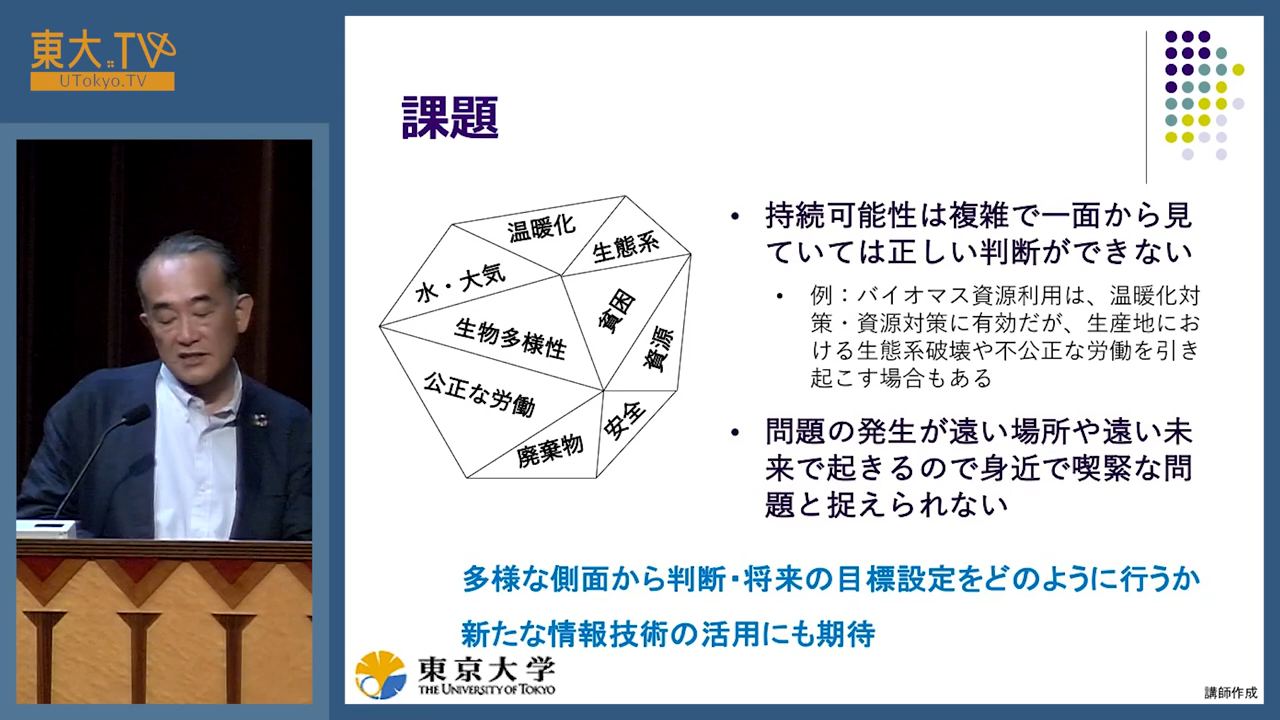 東大.TV
UTokyo.TV
課題
温暖化
生態系
水・大気
貧困
生物多様性
資源
公正な労働
安全
廃棄物
• 持続可能性は複雑で一面から見
ていては正しい判断ができない
• 例：バイオマス資源利用は、温暖化対
策・資源対策に有効だが、生産地にお
ける生態系破壊や不公正な労働を引き
起こす場合もある
• 問題の発生が遠い場所や遠い未
来で起きるので身近で喫緊な問
題と捉えられない
多様な側面から判断・将来の目標設定をどのように行うか
新たな情報技術の活用にも期待
東京大学
THE UNIVERSITY OF TOKYO
講師作成